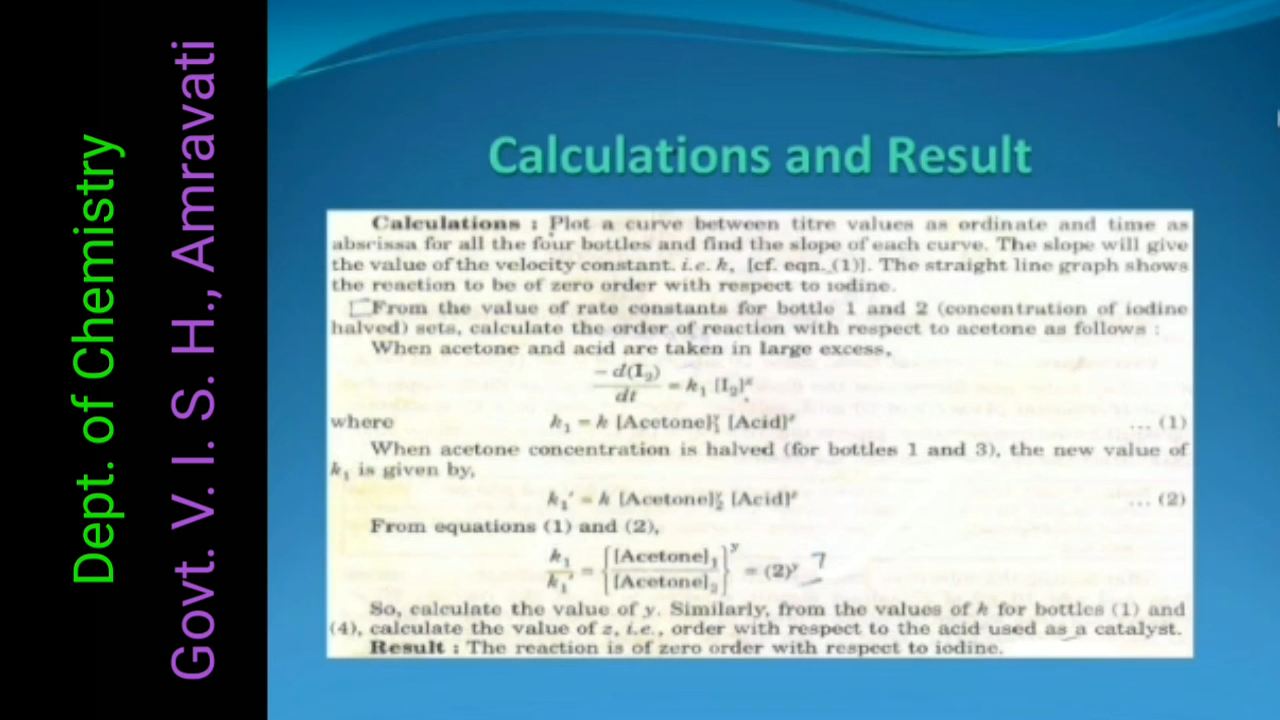 Dept. of Chemistry
Govt. V. I. S. H., Amravati
Calculations and Result
Calculations : Plot a curve between titre values as ordinate and time as
abscissa for all the four bottles and find the slope of each curve. The slope will give
the value of the velocity constant. i.e. k, [cf. eqn. (1)]. The straight line graph shows
the reaction to be of zero order with respect to iodine.
From the value of rate constants for bottle 1 and 2 (concentration of iodine
halved) sets, calculate the order of reaction with respect to acetone as follows :
When acetone and acid are taken in large excess,
−d(I₂)/dt = k₁ [I₂]ˣ
where k₁ = k [Acetone]₁ʸ [Acid]ᶻ ... (1)
When acetone concentration is halved (for bottles 1 and 3), the new value of
k₁ is given by,
k₁′ = k [Acetone]₂ʸ [Acid]ᶻ ... (2)
From equations (1) and (2),
k₁/k₁′ = {[Acetone]₁/[Acetone]₂}ʸ = (2)ʸ
So, calculate the value of y. Similarly, from the values of k for bottles (1) and
(4), calculate the value of z, i.e., order with respect to the acid used as a catalyst.
Result : The reaction is of zero order with respect to iodine.